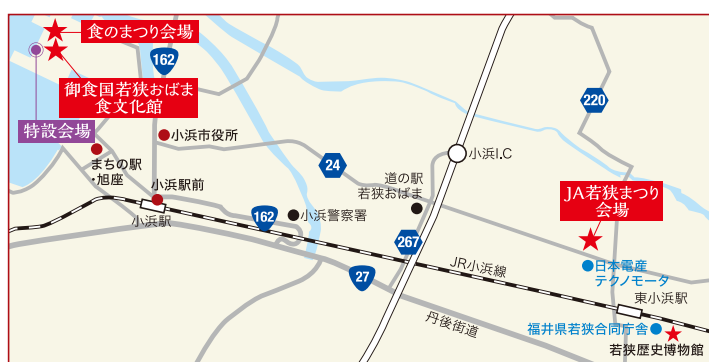 食のまつり会場
162
御食国若狭おばま
食文化館
特設会場
220
小浜市役所
小浜I.C
まちの駅
・旭座
24
道の駅
若狭おばま
小浜駅前
JA若狭まつり
会場
小浜駅
162
小浜警察署
267
JR小浜線
27
日本電産
テクノモータ
東小浜駅
丹後街道
福井県若狭合同庁舎
若狭歴史博物館